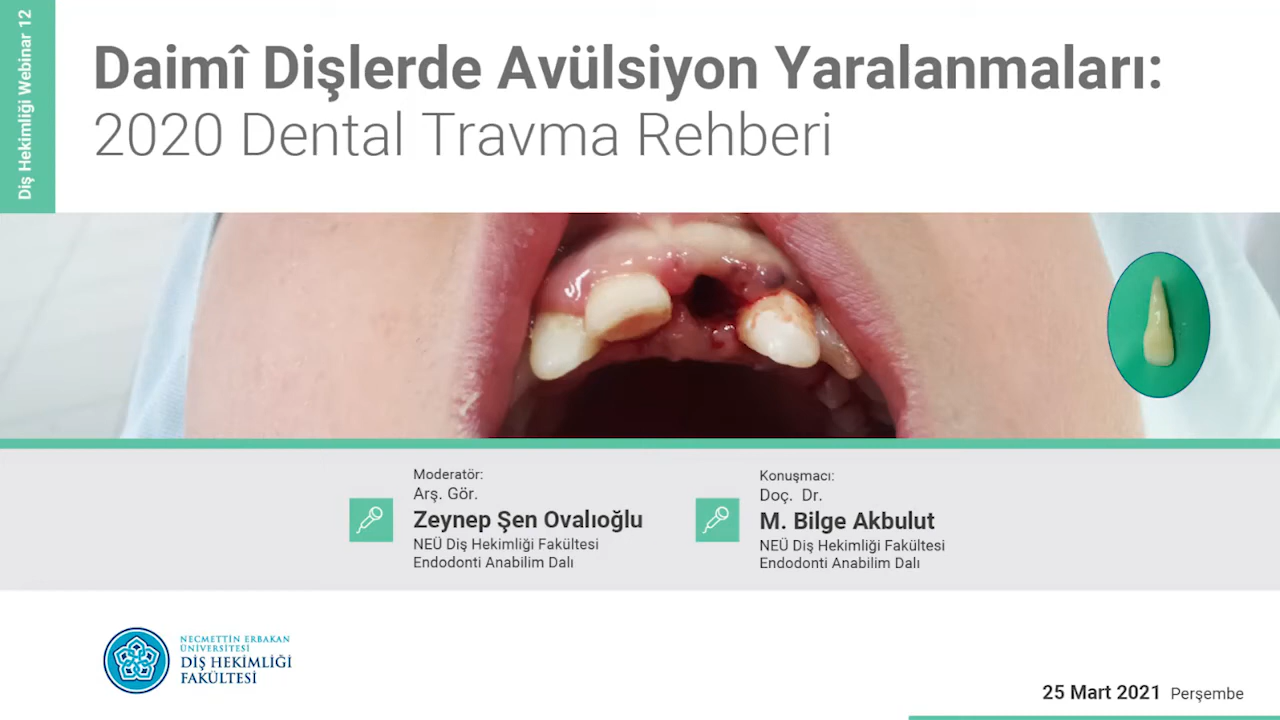 Diş Hekimliği Webinar 12
Daimî Dişlerde Avülsiyon Yaralanmaları:
2020 Dental Travma Rehberi
Moderatör:
Arş. Gör.
Zeynep Şen Ovalıoğlu
NEÜ Diş Hekimliği Fakültesi
Endodonti Anabilim Dalı
Konuşmacı:
Doç. Dr.
M. Bilge Akbulut
NEÜ Diş Hekimliği Fakültesi
Endodonti Anabilim Dalı
NECMETTİN ERBAKAN
ÜNİVERSİTESİ
DİŞ HEKİMLİĞİ
FAKÜLTESİ
25 Mart 2021 Perşembe